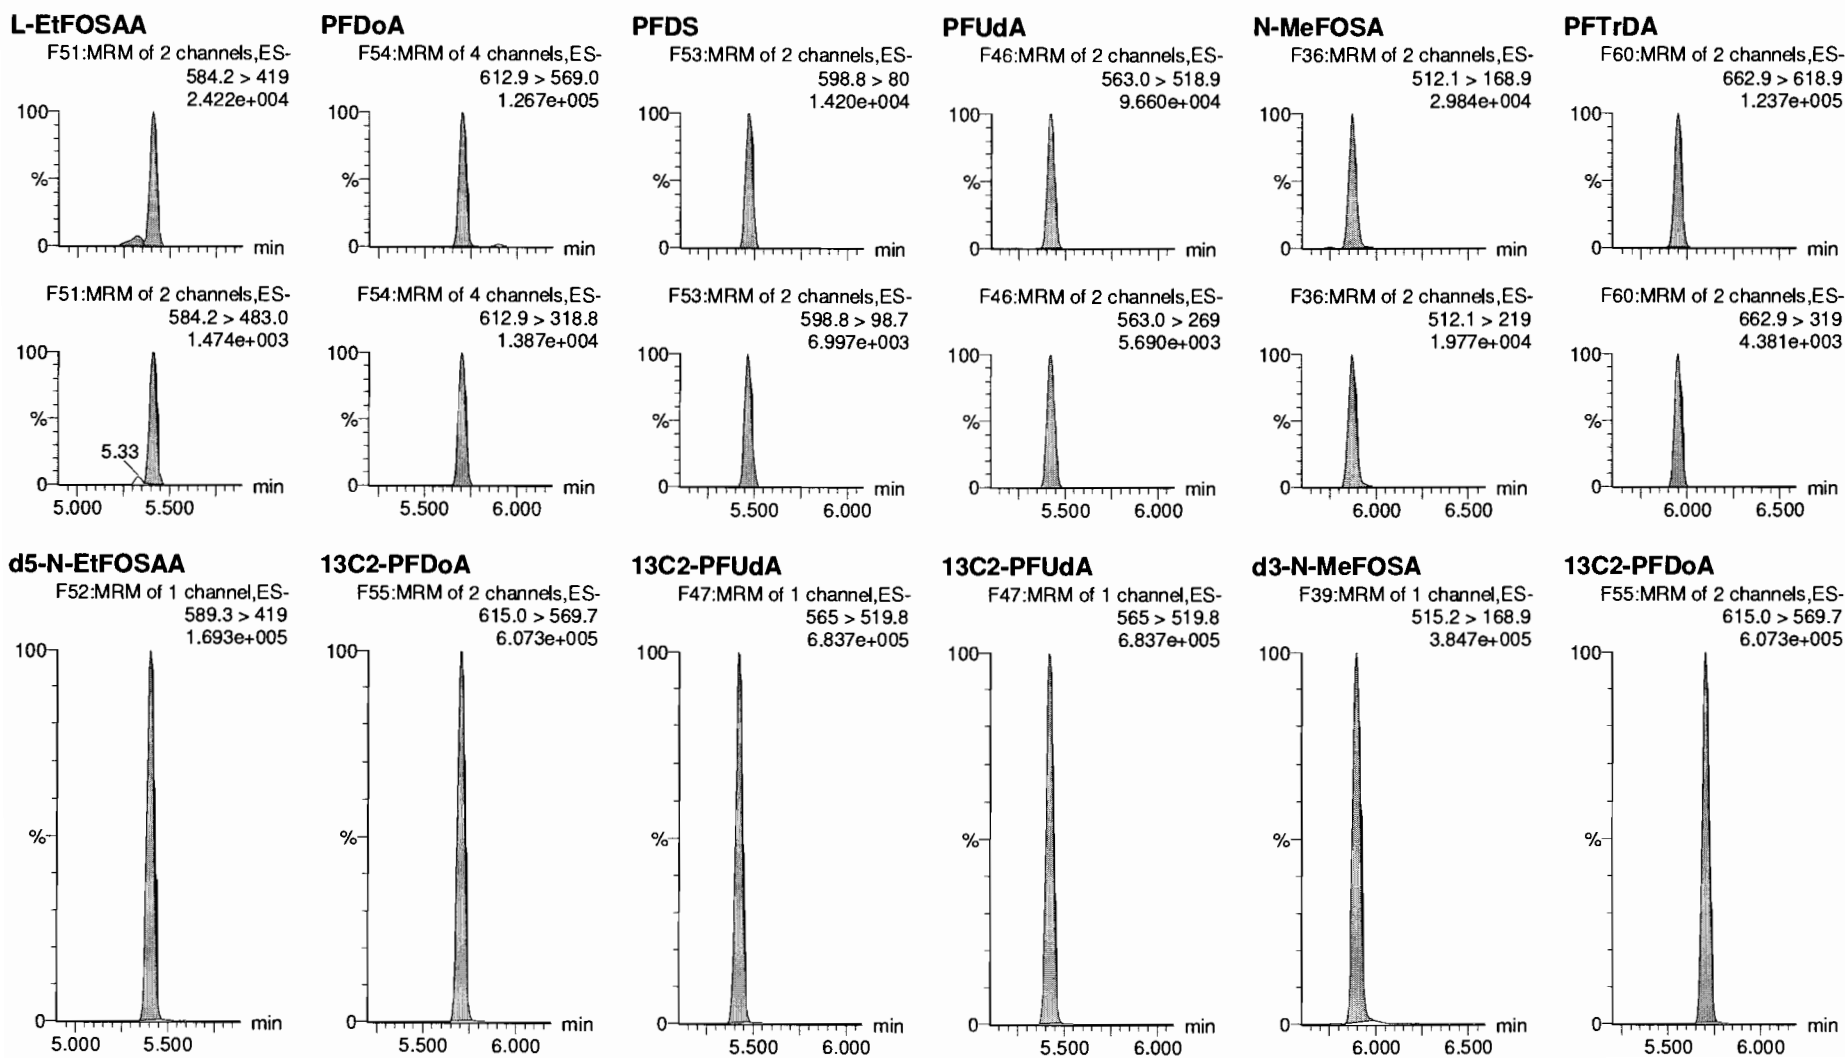 L-EtFOSAA
F51:MRM of 2 channels,ES-
584.2 > 419
2.422e+004
100
%
0
min
F51:MRM of 2 channels,ES-
584.2 > 483.0
1.474e+003
100
%
5.33
0
min
5.000 5.500
PFDoA
F54:MRM of 4 channels,ES-
612.9 > 569.0
1.267e+005
100
%
0
min
F54:MRM of 4 channels,ES-
612.9 > 318.8
1.387e+004
100
%
0
min
5.500 6.000
PFDS
F53:MRM of 2 channels,ES-
598.8 > 80
1.420e+004
100
%
0
min
F53:MRM of 2 channels,ES-
598.8 > 98.7
6.997e+003
100
%
0
min
5.500 6.000
PFUdA
F46:MRM of 2 channels,ES-
563.0 > 518.9
9.660e+004
100
%
0
min
F46:MRM of 2 channels,ES-
563.0 > 269
5.690e+003
100
%
0
min
5.500 6.000
N-MeFOSA
F36:MRM of 2 channels,ES-
512.1 > 168.9
2.984e+004
100
%
0
min
F36:MRM of 2 channels,ES-
512.1 > 219
1.977e+004
100
%
0
min
6.000 6.500
PFTrDA
F60:MRM of 2 channels,ES-
662.9 > 618.9
1.237e+005
100
%
0
min
F60:MRM of 2 channels,ES-
662.9 > 319
4.381e+003
100
%
0
min
6.000 6.500
d5-N-EtFOSAA
F52:MRM of 1 channel,ES-
589.3 > 419
1.693e+005
100
%
0
min
5.000 5.500
13C2-PFDoA
F55:MRM of 2 channels,ES-
615.0 > 569.7
6.073e+005
100
%
0
min
5.500 6.000
13C2-PFUdA
F47:MRM of 1 channel,ES-
565 > 519.8
6.837e+005
100
%
0
min
5.500 6.000
13C2-PFUdA
F47:MRM of 1 channel,ES-
565 > 519.8
6.837e+005
100
%
0
min
5.500 6.000
d3-N-MeFOSA
F39:MRM of 1 channel,ES-
515.2 > 168.9
3.847e+005
100
%
0
min
6.000 6.500
13C2-PFDoA
F55:MRM of 2 channels,ES-
615.0 > 569.7
6.073e+005
100
%
0
min
5.500 6.000